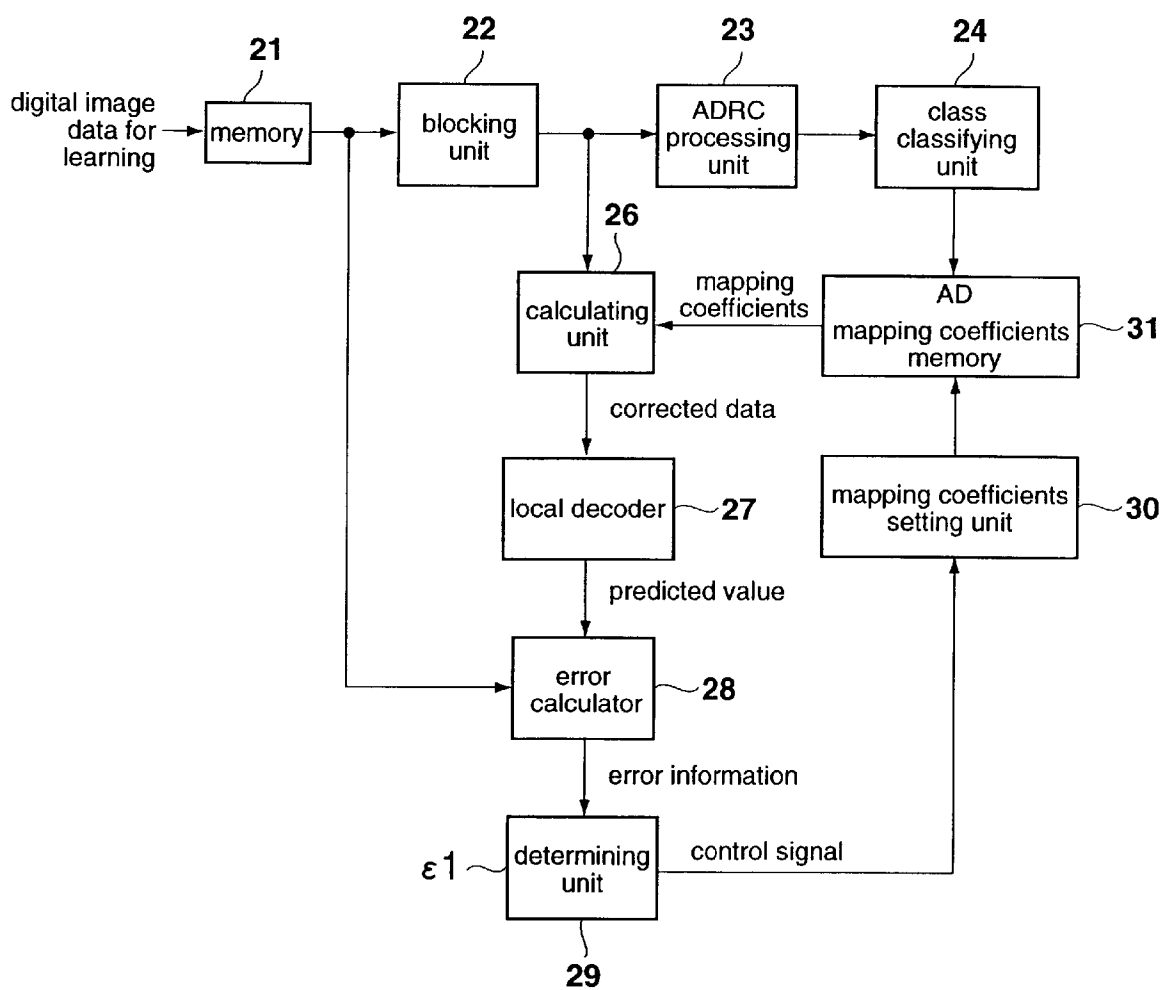 21
22
23
24
digital image
data for
learning
memory
blocking
unit
ADRC
processing
unit
class
classifying
unit
26
calculating
unit
mapping
coefficients
AD
mapping coefficients
memory
31
corrected data
local decoder
27
mapping coefficients
setting unit
30
predicted value
error
calculator
28
error information
ε1
determining
unit
control signal
29